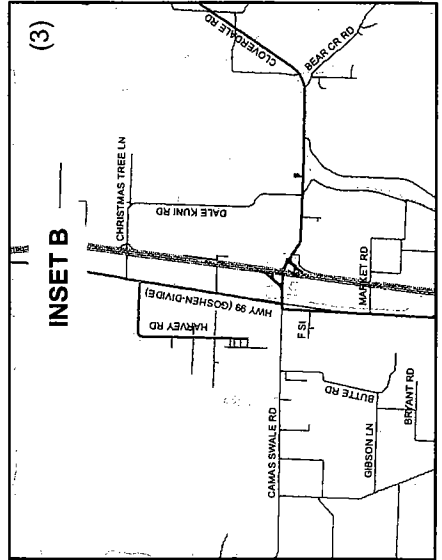 (3)
INSET B
CLOVERDALE RD
BEAR CR RD
CHRISTMAS TREE LN
DALE KUNI RD
HWY 99 (GOSHEN-DIVIDE)
HARVEY RD
MARKET RD
F SI
CAMAS SWALE RD
BUTTE RD
GIBSON LN
BRYANT RD